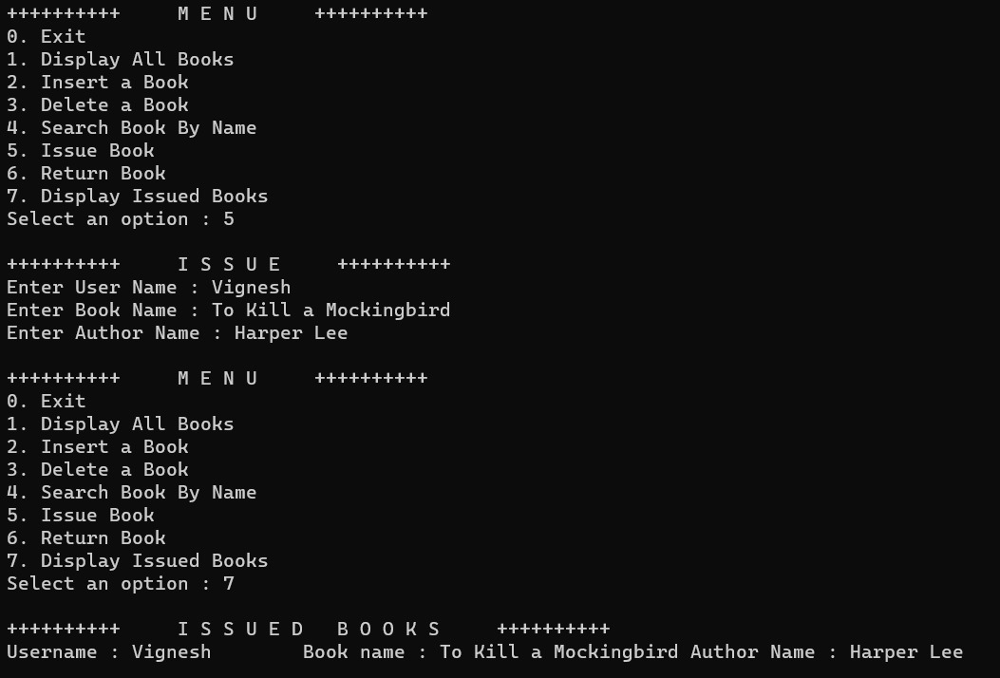 ++++++++++     M E N U     ++++++++++
0. Exit
1. Display All Books
2. Insert a Book
3. Delete a Book
4. Search Book By Name
5. Issue Book
6. Return Book
7. Display Issued Books
Select an option : 5
++++++++++     I S S U E     ++++++++++
Enter User Name : Vignesh
Enter Book Name : To Kill a Mockingbird
Enter Author Name : Harper Lee
++++++++++     M E N U     ++++++++++
0. Exit
1. Display All Books
2. Insert a Book
3. Delete a Book
4. Search Book By Name
5. Issue Book
6. Return Book
7. Display Issued Books
Select an option : 7
++++++++++     I S S U E D   B O O K S     ++++++++++
Username : Vignesh        Book name : To Kill a Mockingbird Author Name : Harper Lee